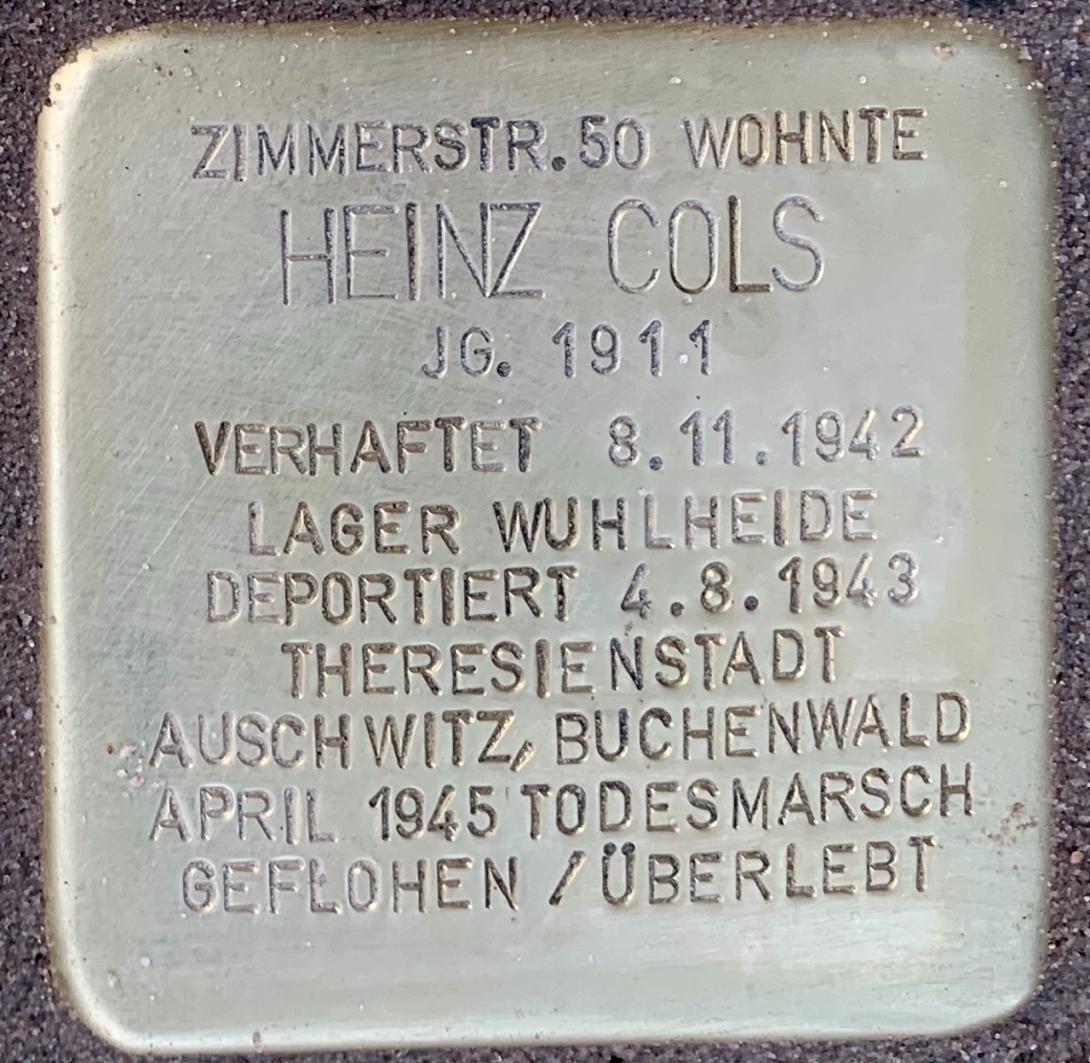 ZIMMERSTR. 50 WOHNTE
HEINZ COLS
JG. 1911
VERHAFTET 8.11.1942
LAGER WUHLHEIDE
DEPORTIERT 4.8.1943
THERESIENSTADT
AUSCHWITZ, BUCHENWALD
APRIL 1945 TODESMARSCH
GEFLOHEN / ÜBERLEBT